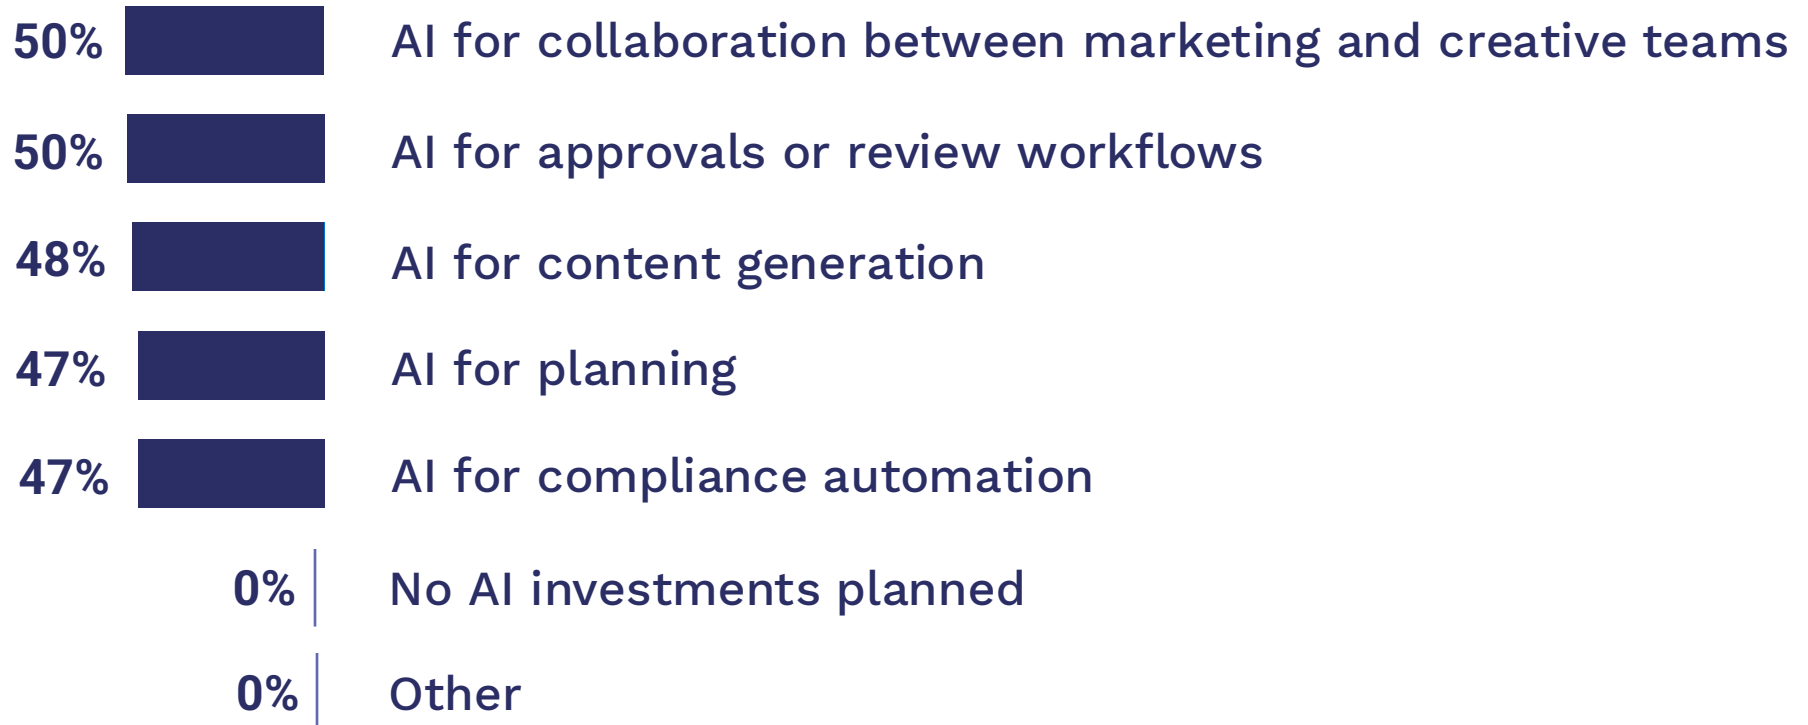 50% AI for collaboration between marketing and creative teams
50% AI for approvals or review workflows
48% AI for content generation
47% AI for planning
47% AI for compliance automation
0% No AI investments planned
0% Other